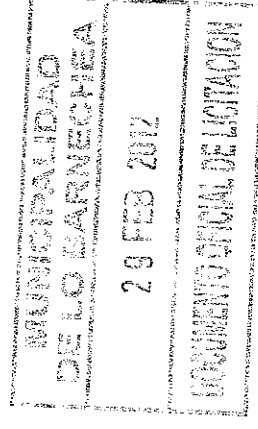 MUNICIPALIDAD
DE LO BARNECHEA
29 FEB 2012
DOCUMENTO OFICIAL DE LICITACION